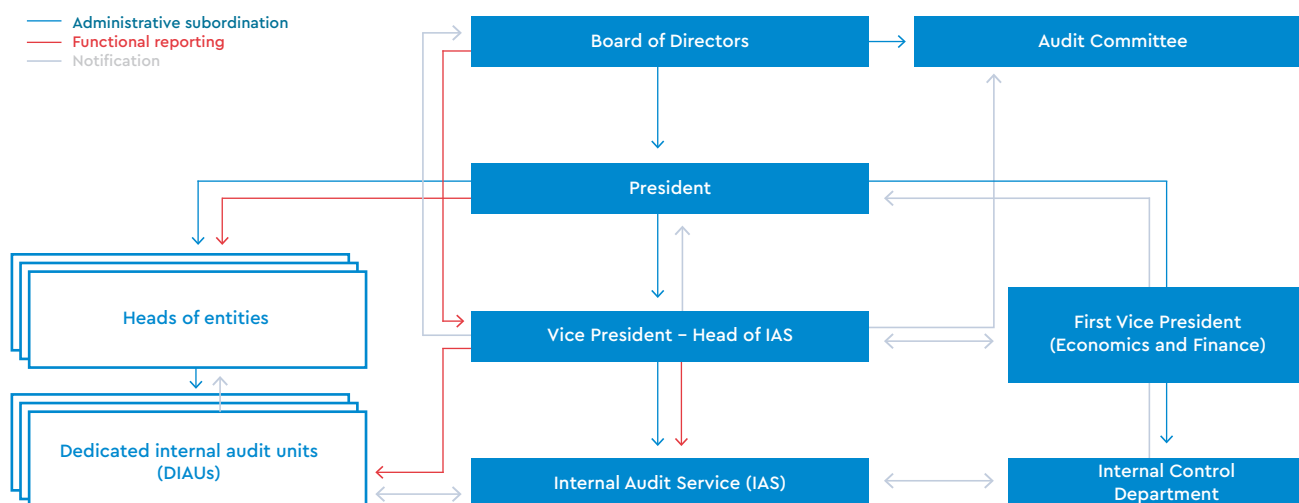 Administrative subordination
Functional reporting
Notification
Board of Directors
Audit Committee
President
Heads of entities
Vice President – Head of IAS
First Vice President
(Economics and Finance)
Dedicated internal audit units
(DIAUs)
Internal Audit Service (IAS)
Internal Control
Department